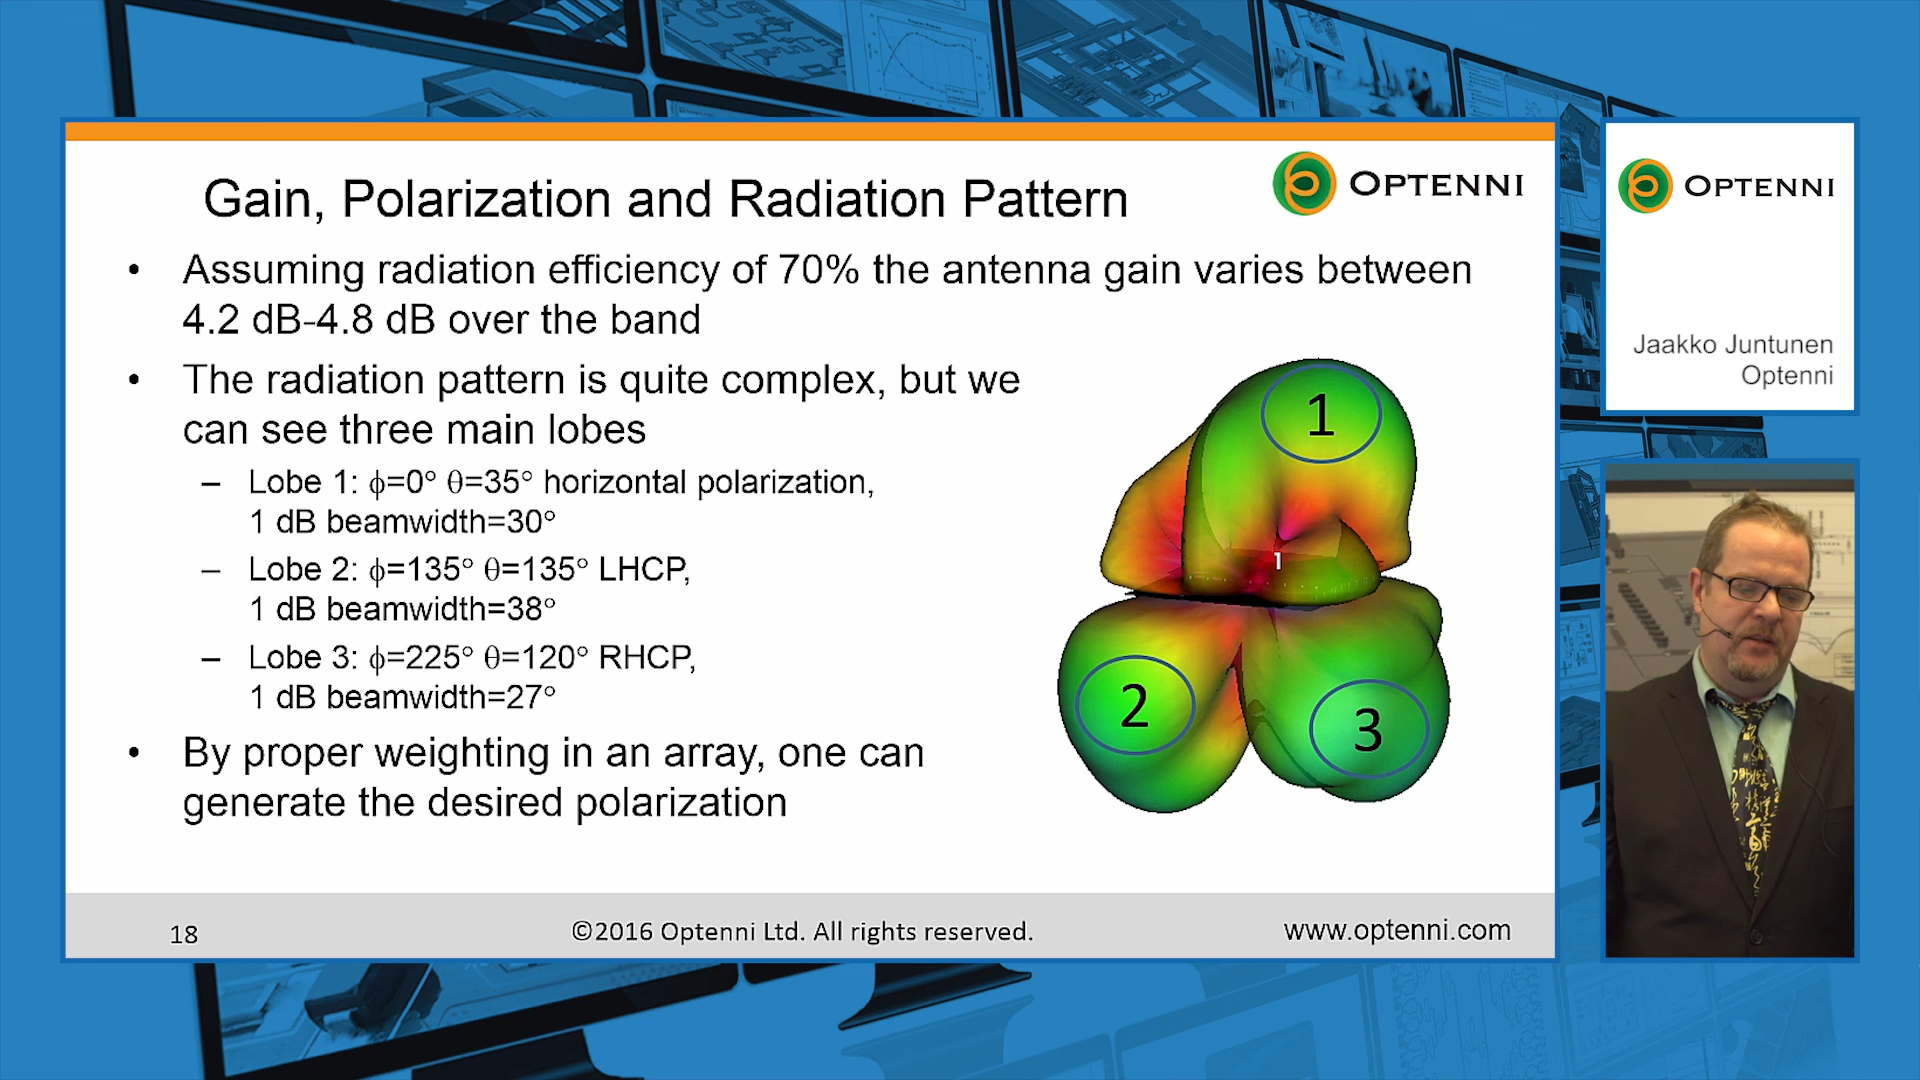 Gain, Polarization and Radiation Pattern
OPTENNI
• Assuming radiation efficiency of 70% the antenna gain varies between
4.2 dB-4.8 dB over the band
• The radiation pattern is quite complex, but we
can see three main lobes
– Lobe 1: ϕ=0° θ=35° horizontal polarization,
1 dB beamwidth=30°
– Lobe 2: ϕ=135° θ=135° LHCP,
1 dB beamwidth=38°
– Lobe 3: ϕ=225° θ=120° RHCP,
1 dB beamwidth=27°
• By proper weighting in an array, one can
generate the desired polarization
1
1
2
3
18
©2016 Optenni Ltd. All rights reserved.
www.optenni.com
OPTENNI
Jaakko Juntunen
Optenni